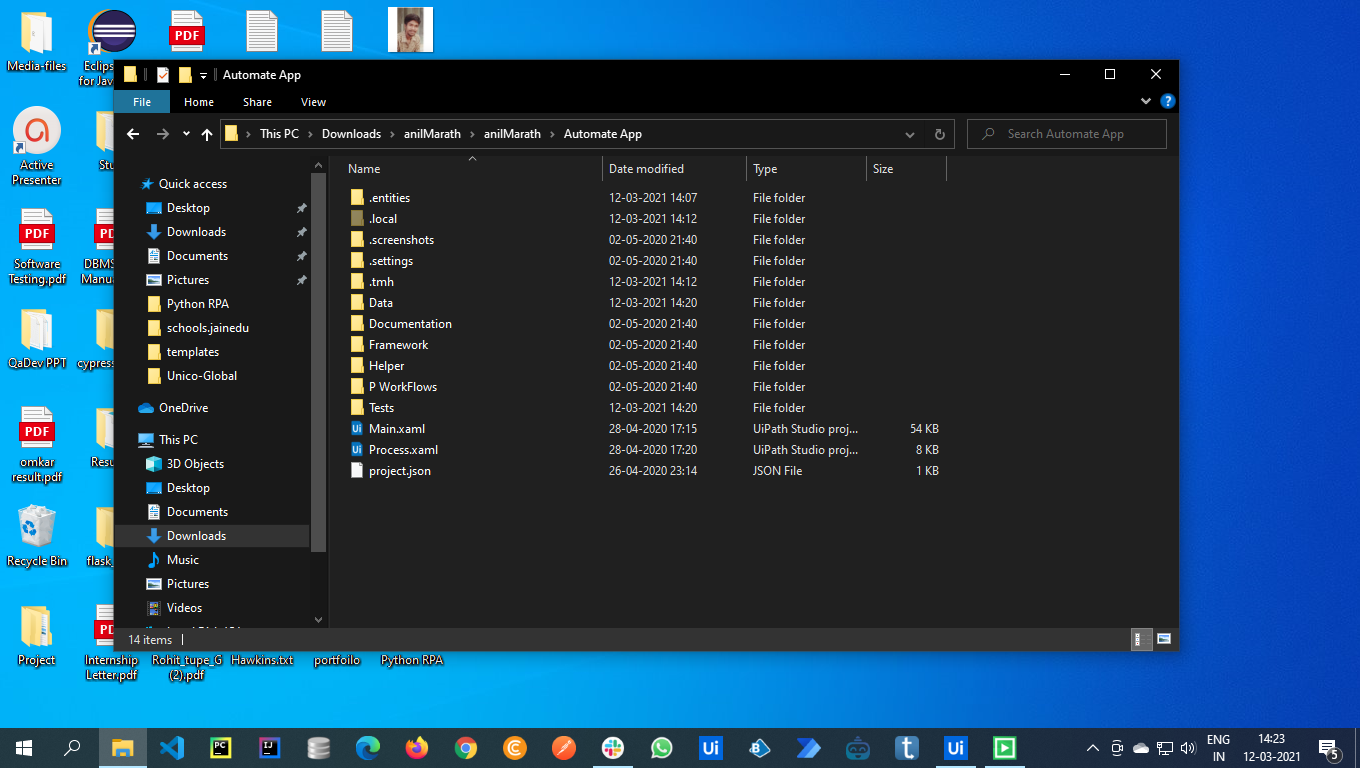 Media-files
Eclips
for Jav
PDF
Automate App
File
Home
Share
View
This PC
Downloads
anilMarath
anilMarath
Automate App
Search Automate App
Active
Presenter
Stu
PDF
Software
Testing.pdf
DBMS
Manua
QaDev PPT
cypress
PDF
omkar
result.pdf
Resu
Recycle Bin
flask_
Project
Internship
Letter.pdf
Rohit_tupe_G
(2).pdf
Hawkins.txt
portfoilo
Python RPA
Quick access
Desktop
Downloads
Documents
Pictures
Python RPA
schools.jainedu
templates
Unico-Global
OneDrive
This PC
3D Objects
Desktop
Documents
Downloads
Music
Pictures
Videos
Name Date modified Type Size
.entities 12-03-2021 14:07 File folder
.local 12-03-2021 14:12 File folder
.screenshots 02-05-2020 21:40 File folder
.settings 02-05-2020 21:40 File folder
.tmh 12-03-2021 14:12 File folder
Data 12-03-2021 14:20 File folder
Documentation 02-05-2020 21:40 File folder
Framework 02-05-2020 21:40 File folder
Helper 02-05-2020 21:40 File folder
P WorkFlows 02-05-2020 21:40 File folder
Tests 12-03-2021 14:20 File folder
Main.xaml 28-04-2020 17:15 UiPath Studio proj... 54 KB
Process.xaml 28-04-2020 17:20 UiPath Studio proj... 8 KB
project.json 26-04-2020 23:14 JSON File 1 KB
14 items
PC
IJ
Ui
Ui
ENG
IN
14:23
12-03-2021
5